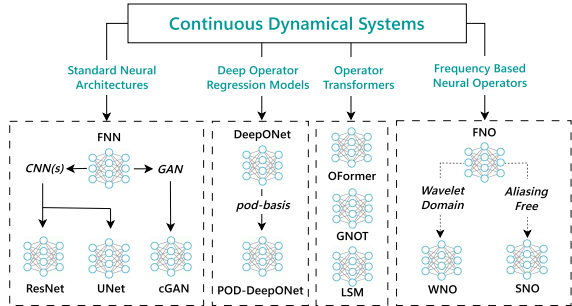 Continuous Dynamical Systems
Standard Neural
Architectures
Deep Operator
Regression Models
Operator
Transformers
Frequency Based
Neural Operators
FNN
CNN(s)
GAN
ResNet
UNet
cGAN
DeepONet
pod-basis
POD-DeepONet
OFormer
GNOT
LSM
FNO
Wavelet
Domain
Aliasing
Free
WNO
SNO